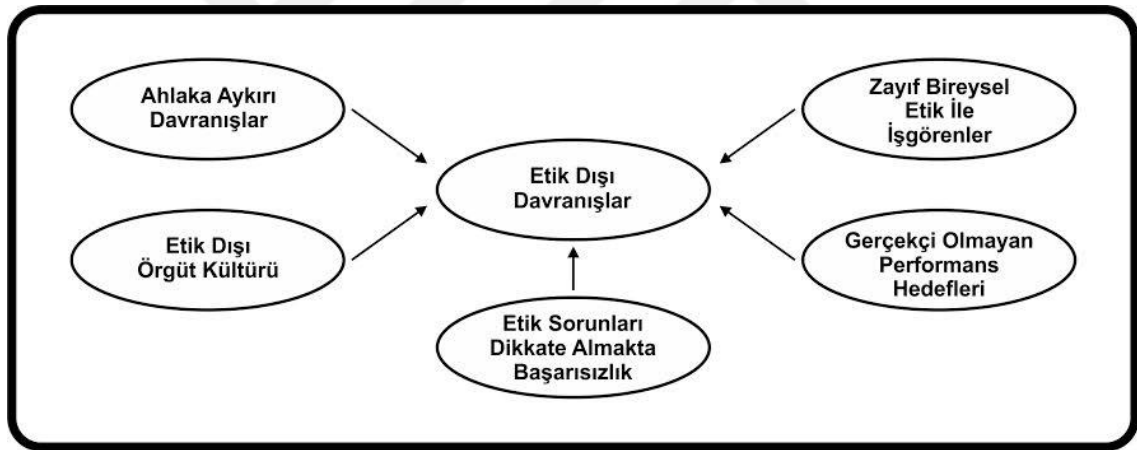 Ahlaka Aykırı
Davranışlar
Zayıf Bireysel
Etik İle
İşgörenler
Etik Dışı
Davranışlar
Etik Dışı
Örgüt Kültürü
Gerçekçi Olmayan
Performans
Hedefleri
Etik Sorunları
Dikkate Almakta
Başarısızlık